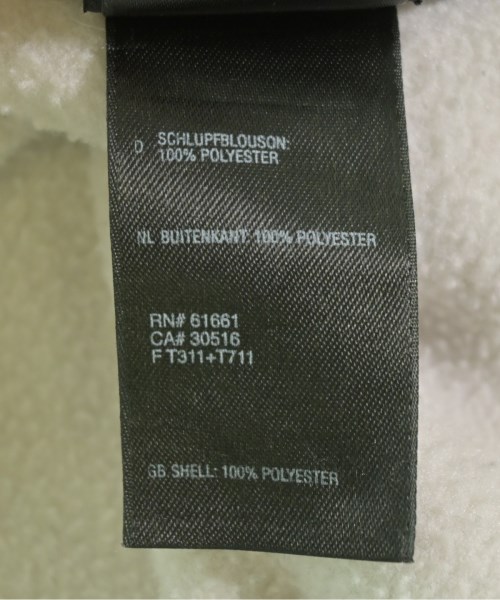 D SCHLUPFBLOUSON:
100% POLYESTER
NL BUITENKANT: 100% POLYESTER
RN# 61661
CA# 30516
F T311+T711
GB SHELL: 100% POLYESTER